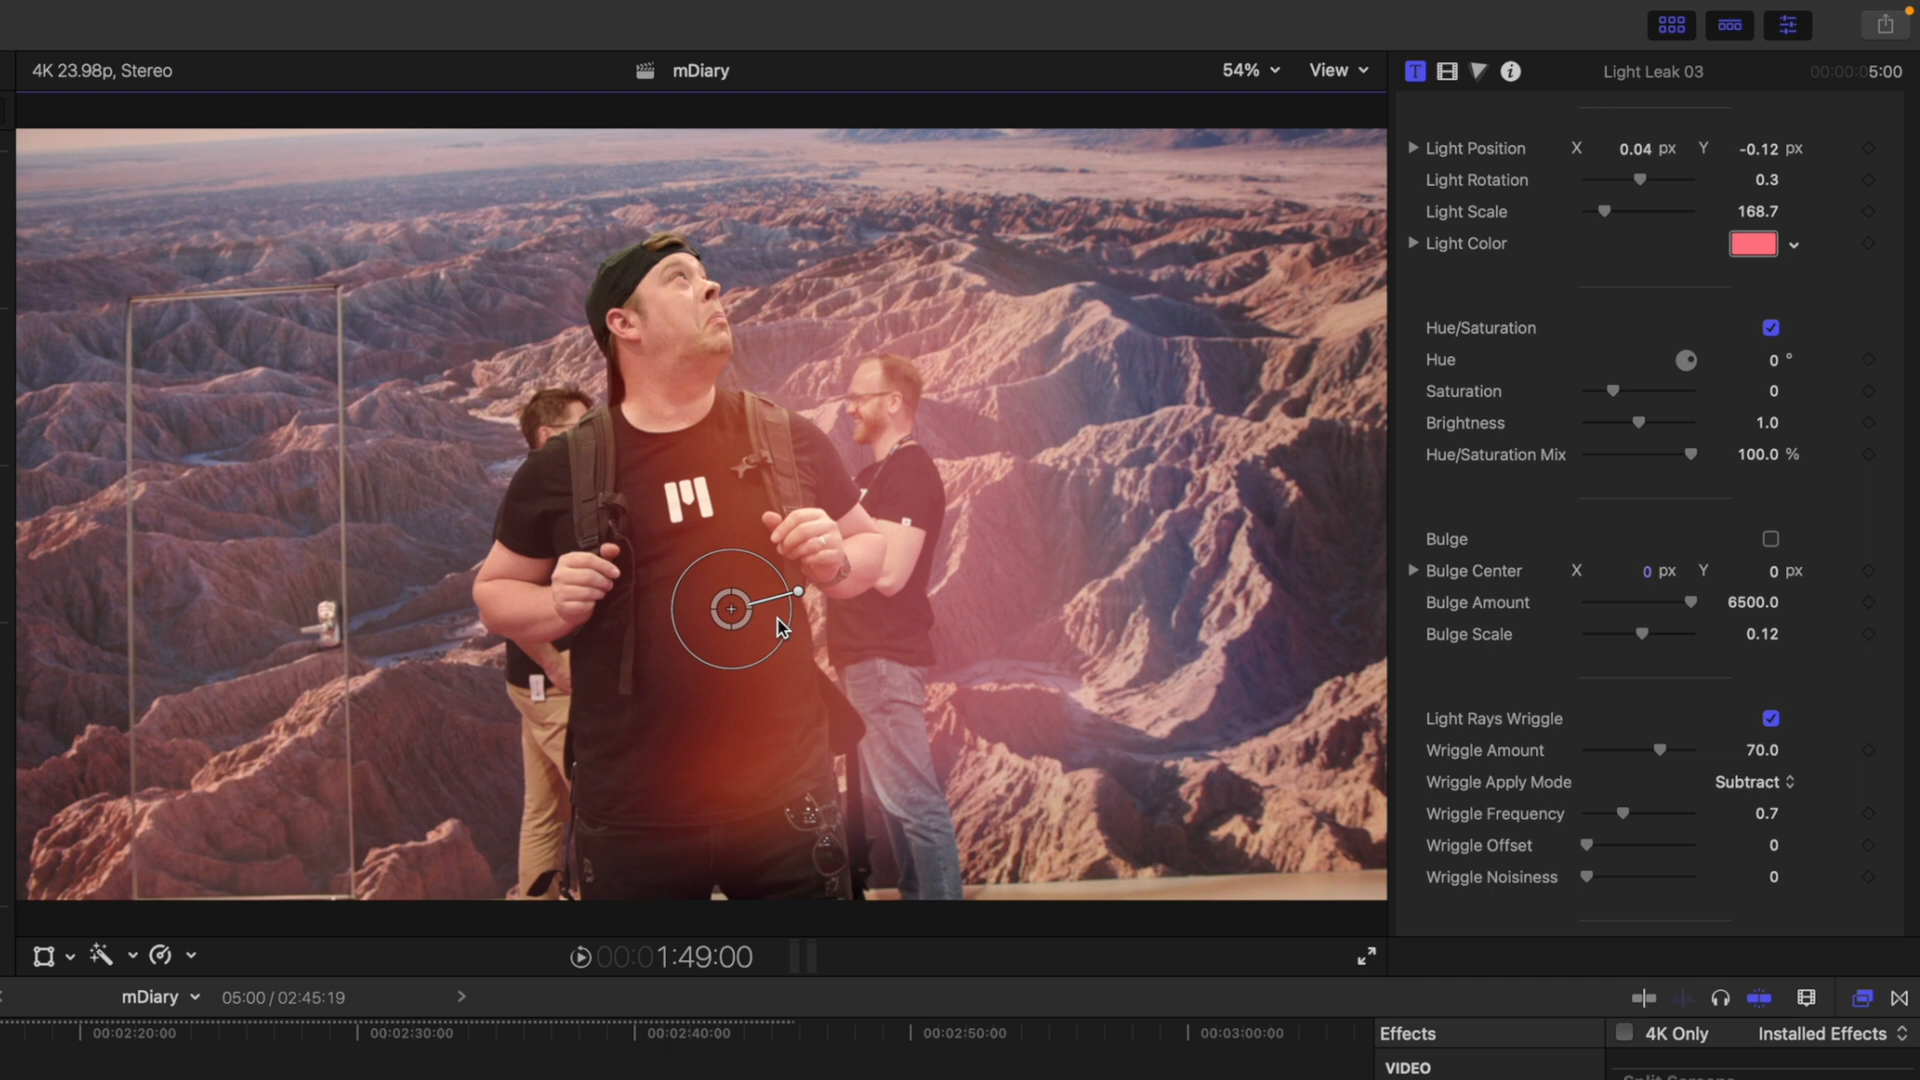 4K 23.98p, Stereo
mDiary
54%
View
T
Light Leak 03
00:00:05:00
Light Position X 0.04 px Y -0.12 px
Light Rotation 0.3
Light Scale 168.7
Light Color
Hue/Saturation
Hue 0 °
Saturation 0
Brightness 1.0
Hue/Saturation Mix 100.0 %
Bulge
Bulge Center X 0 px Y 0 px
Bulge Amount 6500.0
Bulge Scale 0.12
Light Rays Wriggle
Wriggle Amount 70.0
Wriggle Apply Mode Subtract
Wriggle Frequency 0.7
Wriggle Offset 0
Wriggle Noisiness 0
00:01:49:00
mDiary
05:00 / 02:45:19
00:02:20:00 00:02:30:00 00:02:40:00 00:02:50:00 00:03:00:00
Effects
4K Only
Installed Effects
VIDEO